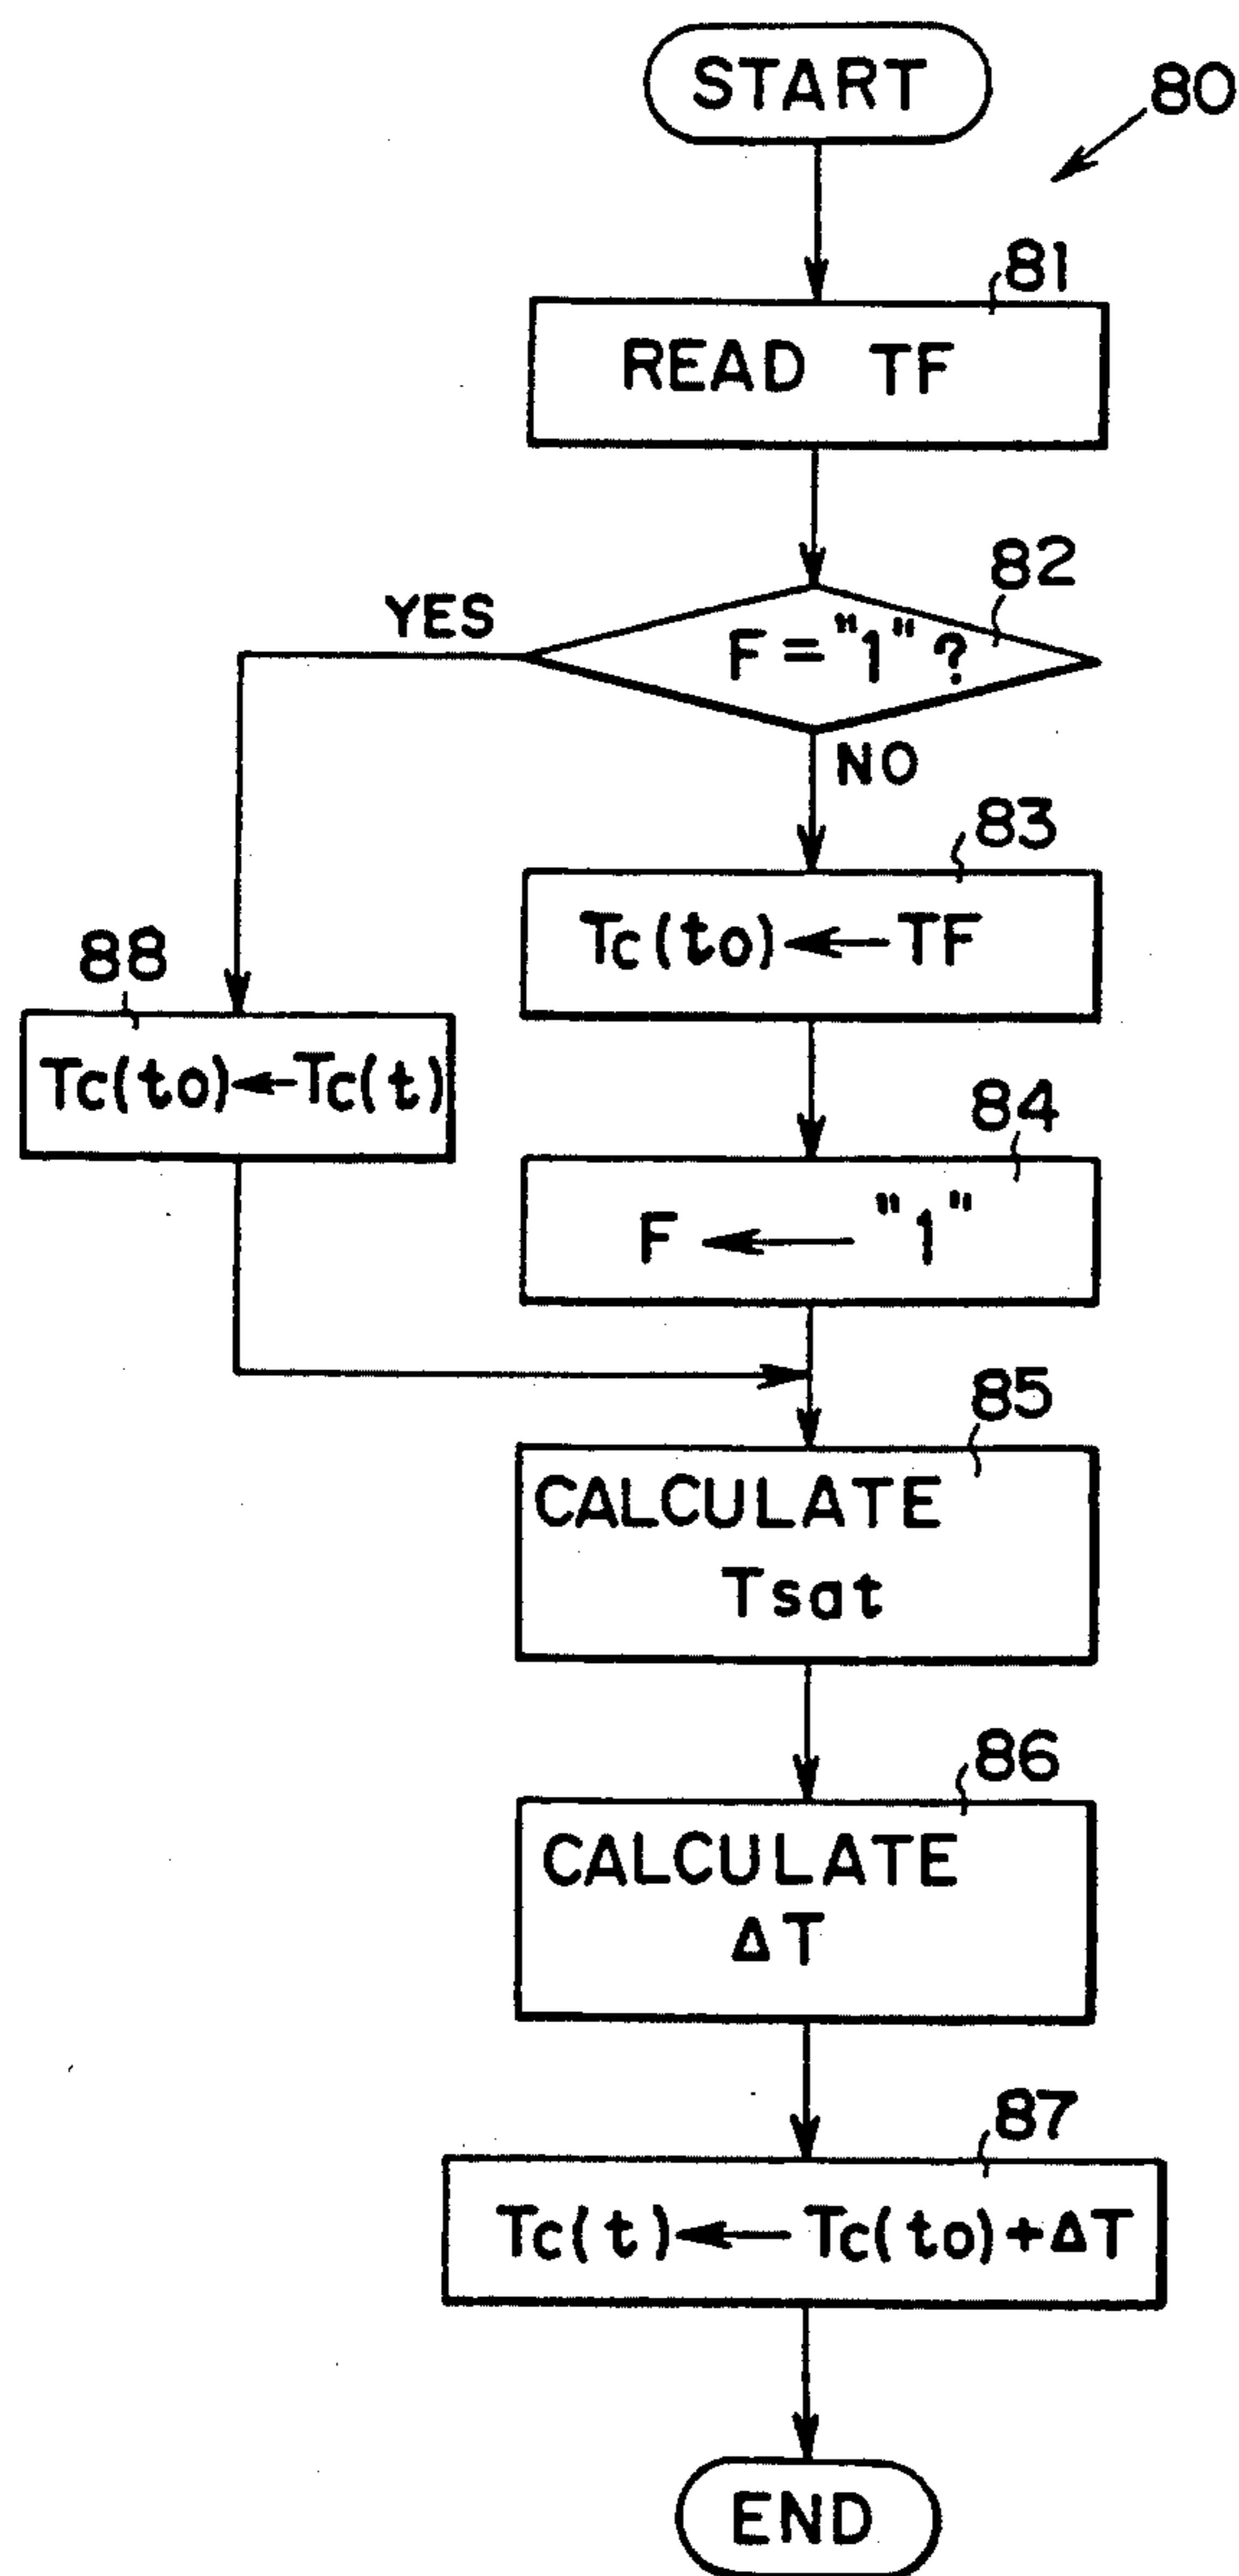 START
80
81
READ TF
82
YES
F="1"?
NO
83
Tc(to)←TF
88
Tc(to)←Tc(t)
84
F ← "1"
85
CALCULATE
Tsat
86
CALCULATE
ΔT
87
Tc(t)←Tc(to)+ΔT
END